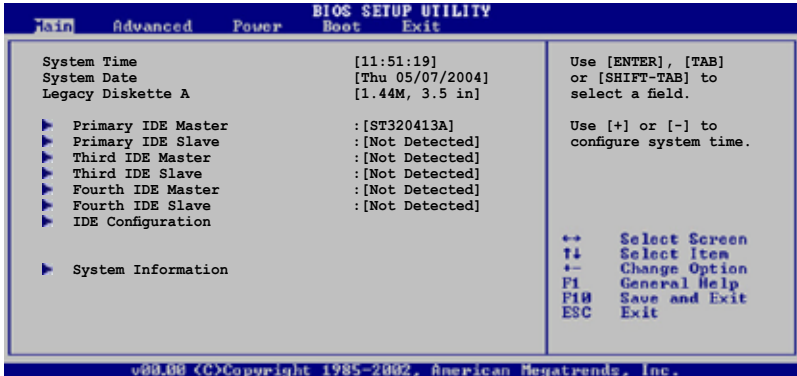 BIOS SETUP UTILITY
Main Advanced Power Boot Exit
System Time [11:51:19]
System Date [Thu 05/07/2004]
Legacy Diskette A [1.44M, 3.5 in]
Primary IDE Master :[ST320413A]
Primary IDE Slave :[Not Detected]
Third IDE Master :[Not Detected]
Third IDE Slave :[Not Detected]
Fourth IDE Master :[Not Detected]
Fourth IDE Slave :[Not Detected]
IDE Configuration
System Information
Use [ENTER], [TAB]
or [SHIFT-TAB] to
select a field.
Use [+] or [-] to
configure system time.
↔ Select Screen
↑↓ Select Item
+- Change Option
F1 General Help
F10 Save and Exit
ESC Exit
v00.00 (C)Copyright 1985-2002, American Megatrends, Inc.